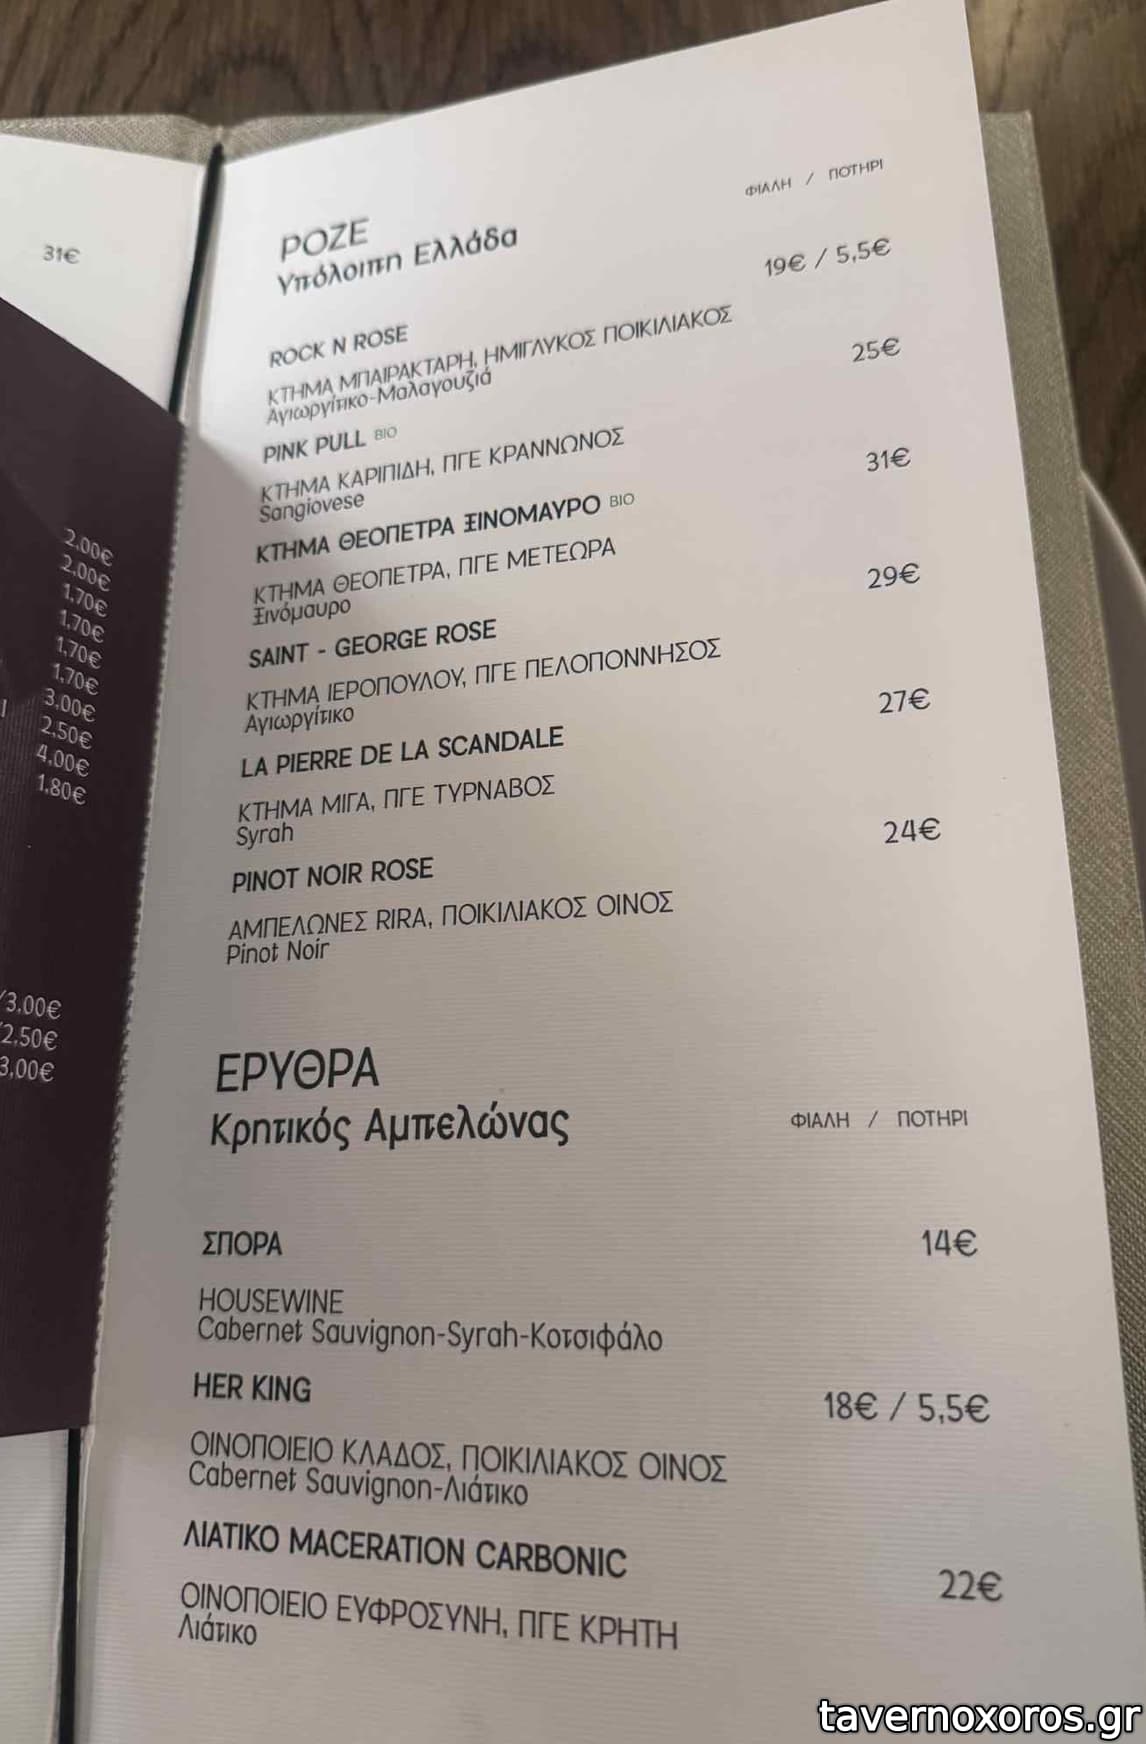 31€
2.00€
2.00€
1.70€
1.70€
1.70€
1.70€
3.00€
2.50€
4.00€
1.80€
/3.00€
/2.50€
3.00€
ΦΙΑΛΗ / ΠΟΤΗΡΙ
ΡΟΖΕ
Υπόλοιπη Ελλάδα
19€ / 5,5€
ROCK N ROSE
ΚΤΗΜΑ ΜΠΑΙΡΑΚΤΑΡΗ, ΗΜΙΓΛΥΚΟΣ ΠΟΙΚΙΛΙΑΚΟΣ
Αγιωργίτικο-Μαλαγουζιά
25€
PINK PULL BIO
ΚΤΗΜΑ ΚΑΡΙΠΙΔΗ, ΠΓΕ ΚΡΑΝΝΩΝΟΣ
Sangiovese
31€
ΚΤΗΜΑ ΘΕΟΠΕΤΡΑ ΞΙΝΟΜΑΥΡΟ BIO
ΚΤΗΜΑ ΘΕΟΠΕΤΡΑ, ΠΓΕ ΜΕΤΕΩΡΑ
Ξινόμαυρο
29€
SAINT - GEORGE ROSE
ΚΤΗΜΑ ΙΕΡΟΠΟΥΛΟΥ, ΠΓΕ ΠΕΛΟΠΟΝΝΗΣΟΣ
Αγιωργίτικο
27€
LA PIERRE DE LA SCANDALE
ΚΤΗΜΑ ΜΙΓΑ, ΠΓΕ ΤΥΡΝΑΒΟΣ
Syrah
24€
PINOT NOIR ROSE
ΑΜΠΕΛΩΝΕΣ RIRA, ΠΟΙΚΙΛΙΑΚΟΣ ΟΙΝΟΣ
Pinot Noir
ΕΡΥΘΡΑ
Κρητικός Αμπελώνας
ΦΙΑΛΗ / ΠΟΤΗΡΙ
ΣΠΟΡΑ 14€
HOUSEWINE
Cabernet Sauvignon-Syrah-Κοτσιφάλο
HER KING 18€ / 5,5€
ΟΙΝΟΠΟΙΕΙΟ ΚΛΑΔΟΣ, ΠΟΙΚΙΛΙΑΚΟΣ ΟΙΝΟΣ
Cabernet Sauvignon-Λιάτικο
ΛΙΑΤΙΚΟ MACERATION CARBONIC 22€
ΟΙΝΟΠΟΙΕΙΟ ΕΥΦΡΟΣΥΝΗ, ΠΓΕ ΚΡΗΤΗ
Λιάτικο
tavernoxoros.gr